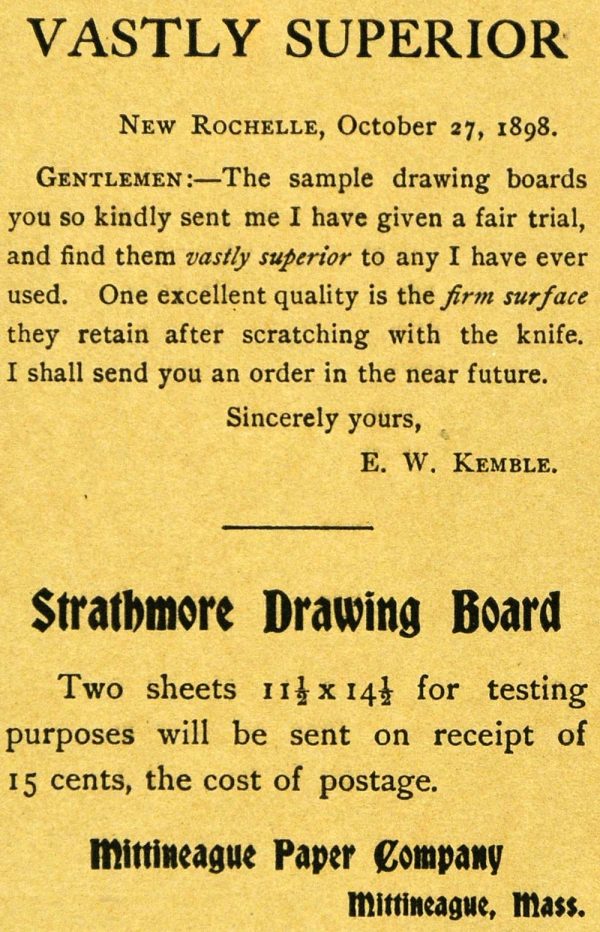 VASTLY SUPERIOR
NEW ROCHELLE, October 27, 1898.
GENTLEMEN:—The sample drawing boards
you so kindly sent me I have given a fair trial,
and find them vastly superior to any I have ever
used. One excellent quality is the firm surface
they retain after scratching with the knife.
I shall send you an order in the near future.
Sincerely yours,
E. W. KEMBLE.
Strathmore Drawing Board
Two sheets 11½ x 14½ for testing
purposes will be sent on receipt of
15 cents, the cost of postage.
Mittineague Paper Company
Mittineague, Mass.